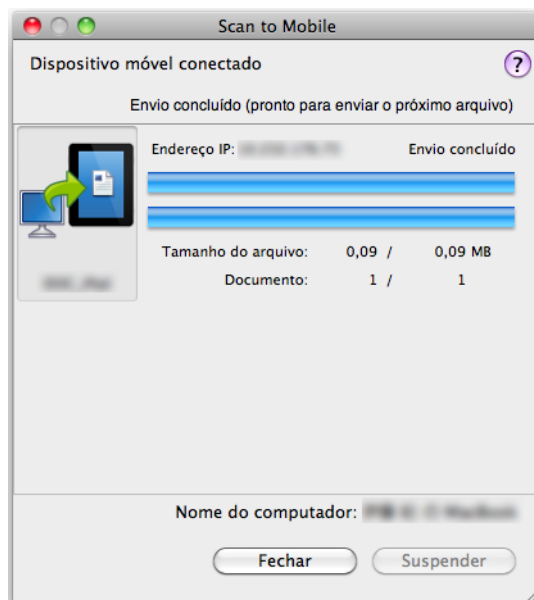 Scan to Mobile
Dispositivo móvel conectado
?
Envio concluído (pronto para enviar o próximo arquivo)
Endereço IP:
Envio concluído
Tamanho do arquivo: 0,09 / 0,09 MB
Documento: 1 / 1
Nome do computador:
Fechar
Suspender